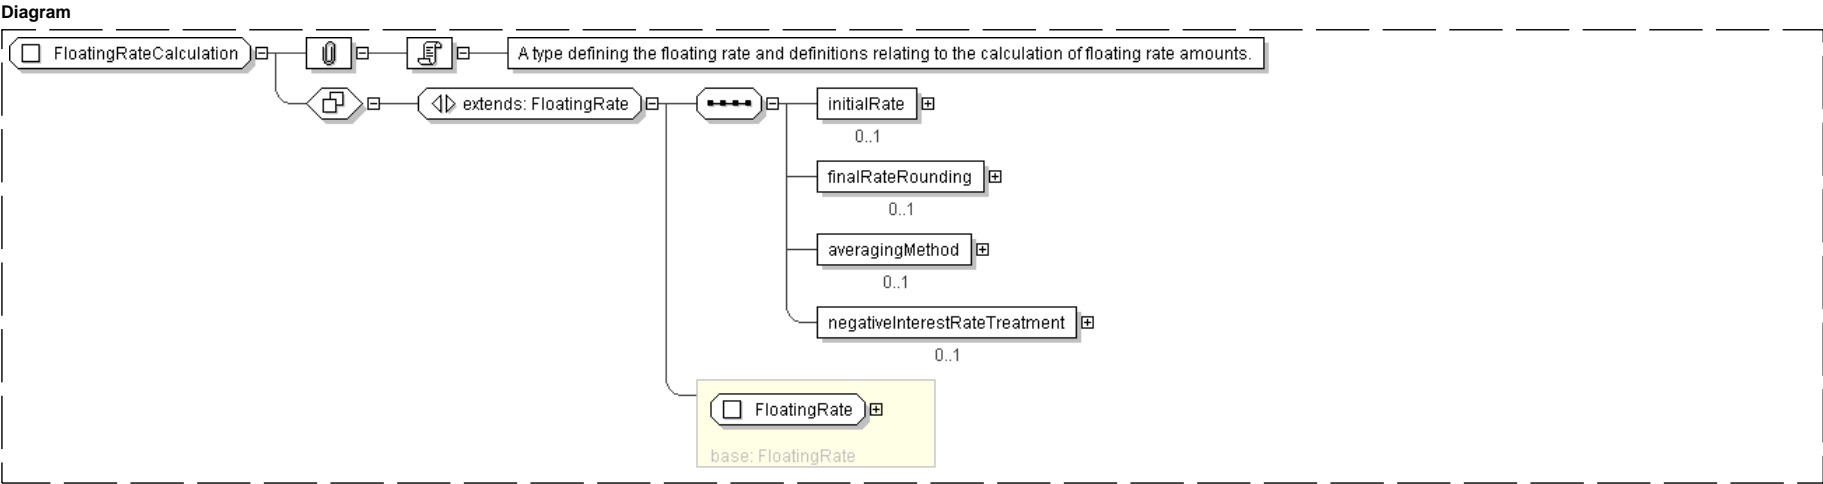 Diagram
FloatingRateCalculation
A type defining the floating rate and definitions relating to the calculation of floating rate amounts.
extends: FloatingRate
initialRate
0..1
finalRateRounding
0..1
averagingMethod
0..1
negativeInterestRateTreatment
0..1
FloatingRate
base: FloatingRate